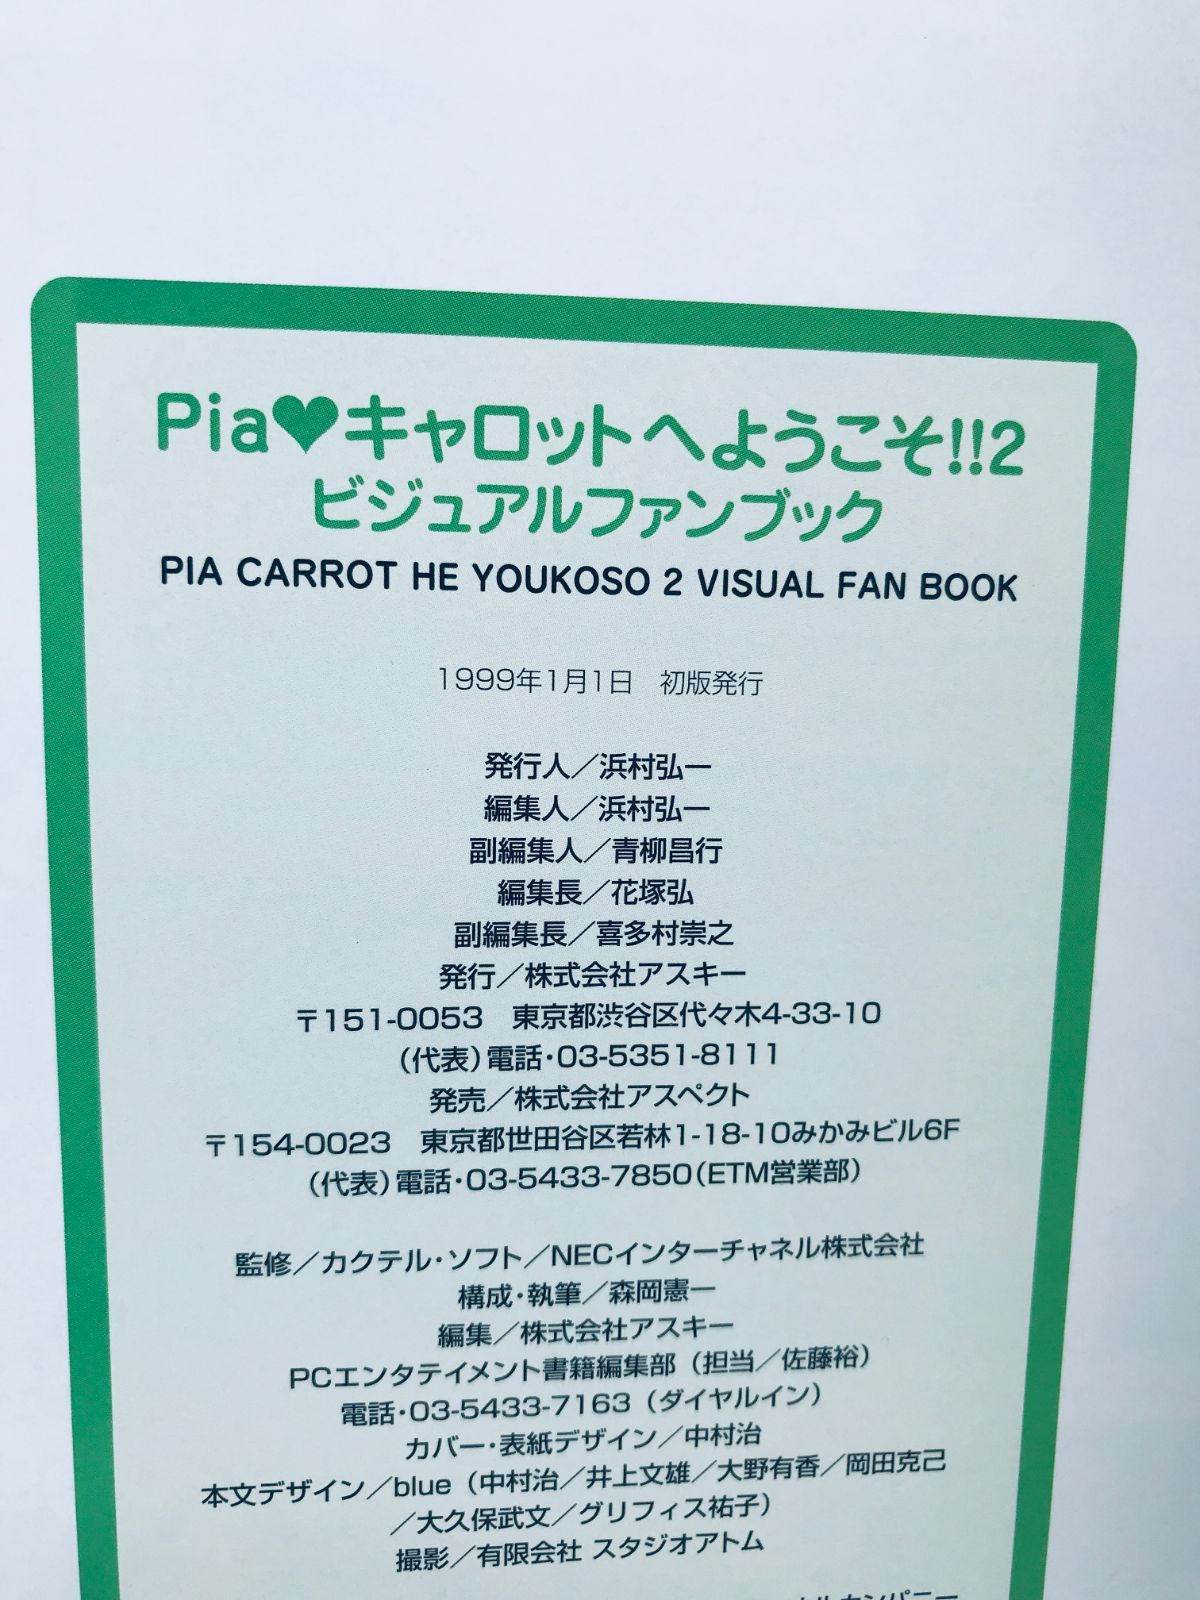 Pia♥キャロットへようこそ!!2
ビジュアルファンブック
PIA CARROT HE YOUKOSO 2 VISUAL FAN BOOK
1999年1月1日　初版発行
発行人／浜村弘一
編集人／浜村弘一
副編集人／青柳昌行
編集長／花塚弘
副編集長／喜多村崇之
発行／株式会社アスキー
〒151-0053　東京都渋谷区代々木4-33-10
（代表）電話・03-5351-8111
発売／株式会社アスペクト
〒154-0023　東京都世田谷区若林1-18-10みかみビル6F
（代表）電話・03-5433-7850（ETM営業部）
監修／カクテル・ソフト／NECインターチャネル株式会社
構成・執筆／森岡憲一
編集／株式会社アスキー
PCエンタテイメント書籍編集部（担当／佐藤裕）
電話・03-5433-7163（ダイヤルイン）
カバー・表紙デザイン／中村治
本文デザイン／blue（中村治／井上文雄／大野有香／岡田克己
／大久保武文／グリフィス祐子）
撮影／有限会社 スタジオアトム